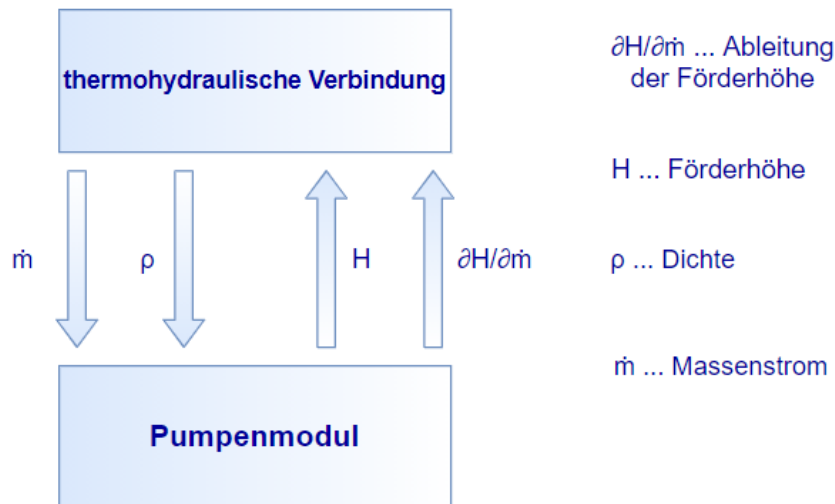 thermohydraulische Verbindung
ṁ
ρ
H
∂H/∂ṁ
Pumpenmodul
∂H/∂ṁ ... Ableitung
der Förderhöhe
H ... Förderhöhe
ρ ... Dichte
ṁ ... Massenstrom